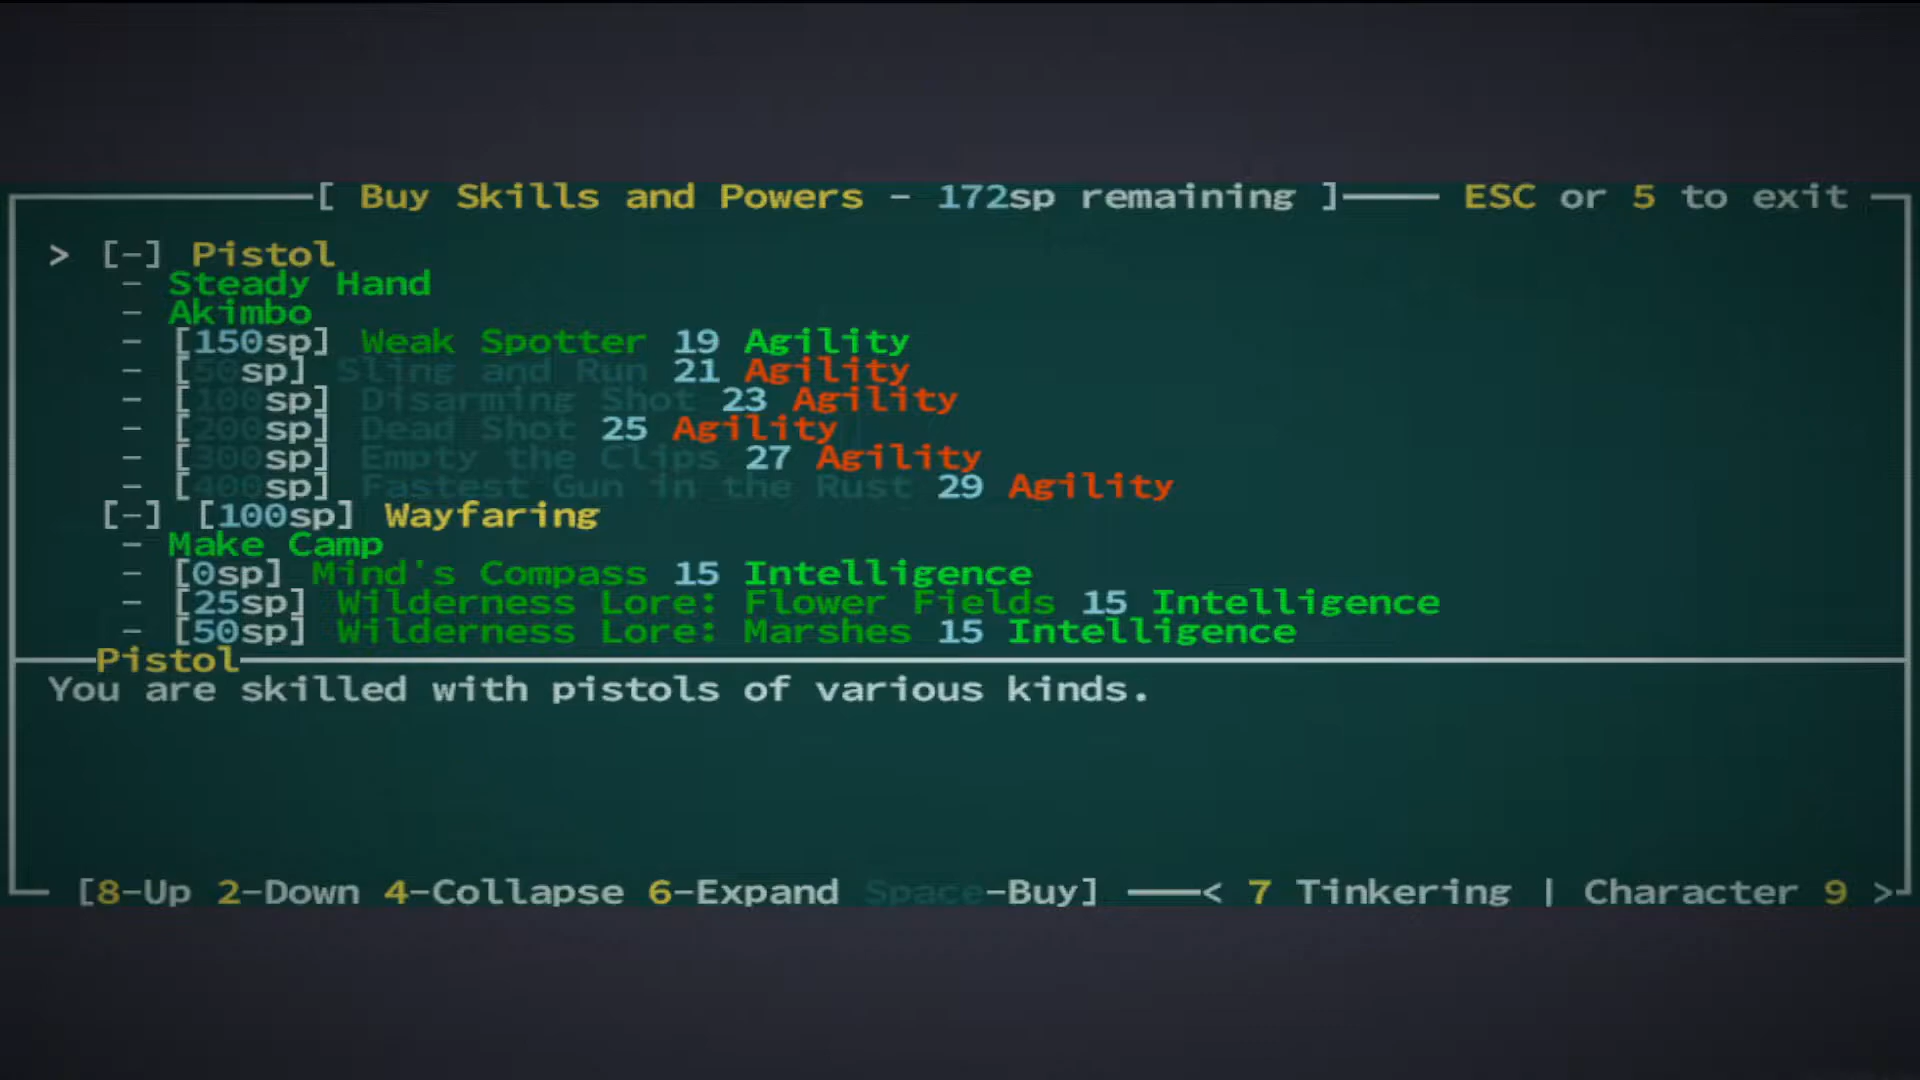 [ Buy Skills and Powers - 172sp remaining ] ESC or 5 to exit
> [-] Pistol
- Steady Hand
- Akimbo
- [150sp] Weak Spotter 19 Agility
- [50sp] Sling and Run 21 Agility
- [100sp] Disarming Shot 23 Agility
- [200sp] Dead Shot 25 Agility
- [300sp] Empty the Clips 27 Agility
- [400sp] Fastest Gun in the Rust 29 Agility
[-] [100sp] Wayfaring
- Make Camp
- [0sp] Mind's Compass 15 Intelligence
- [25sp] Wilderness Lore: Flower Fields 15 Intelligence
- [50sp] Wilderness Lore: Marshes 15 Intelligence
Pistol
You are skilled with pistols of various kinds.
[8-Up 2-Down 4-Collapse 6-Expand Space-Buy] < 7 Tinkering | Character 9 >